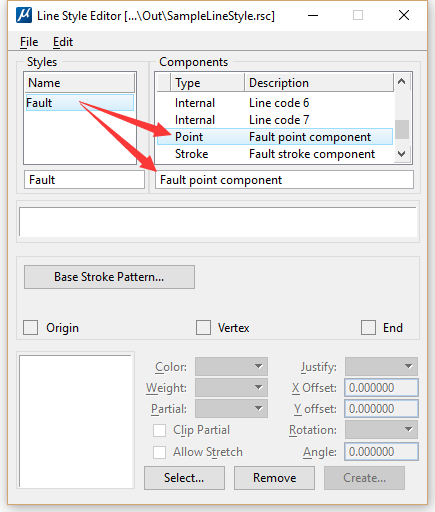 Line Style Editor [...\Out\SampleLineStyle.rsc]
File Edit
Styles Components
Name Type Description
Fault
Internal Line code 6
Internal Line code 7
Point Fault point component
Stroke Fault stroke component
Fault Fault point component
Base Stroke Pattern...
Origin Vertex End
Color: Justify:
Weight: X Offset: 0.000000
Partial: Y offset: 0.000000
Clip Partial Rotation:
Allow Stretch Angle: 0.000000
Select... Remove Create...